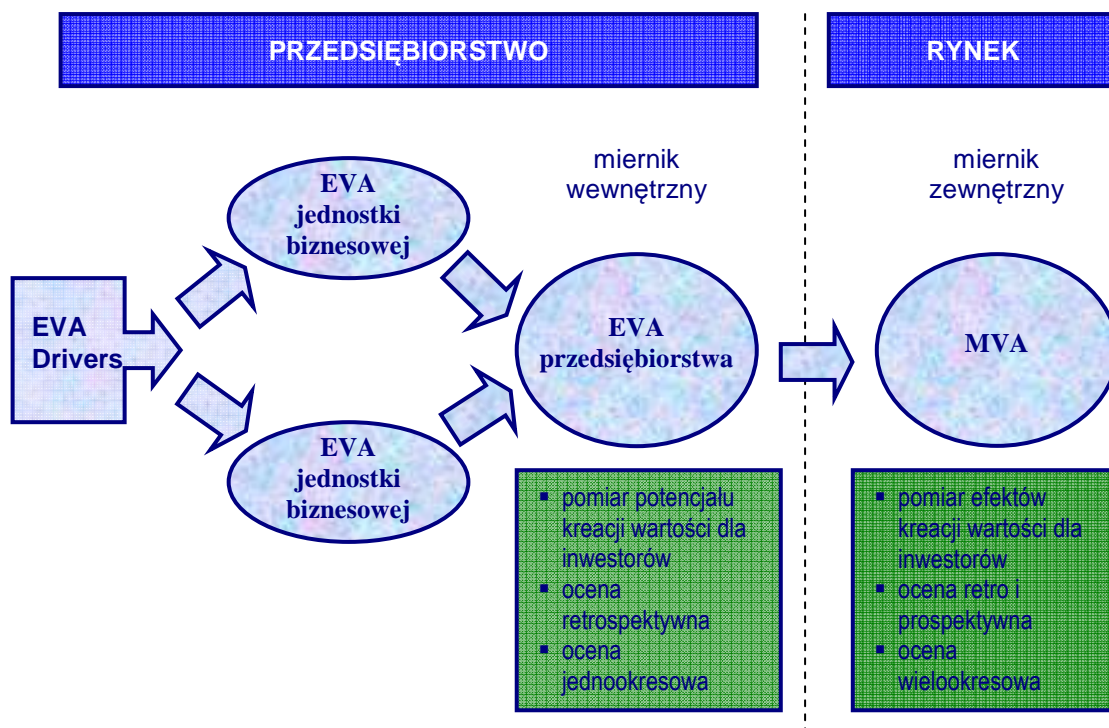 PRZEDSIĘBIORSTWO
RYNEK
miernik
wewnętrzny
miernik
zewnętrzny
EVA
jednostki
biznesowej
EVA
Drivers
EVA
przedsiębiorstwa
MVA
EVA
jednostki
biznesowej
▪ pomiar potencjału
kreacji wartości dla
inwestorów
▪ ocena
retrospektywna
▪ ocena
jednookresowa
▪ pomiar efektów
kreacji wartości dla
inwestorów
▪ ocena retro i
prospektywna
▪ ocena
wielookresowa